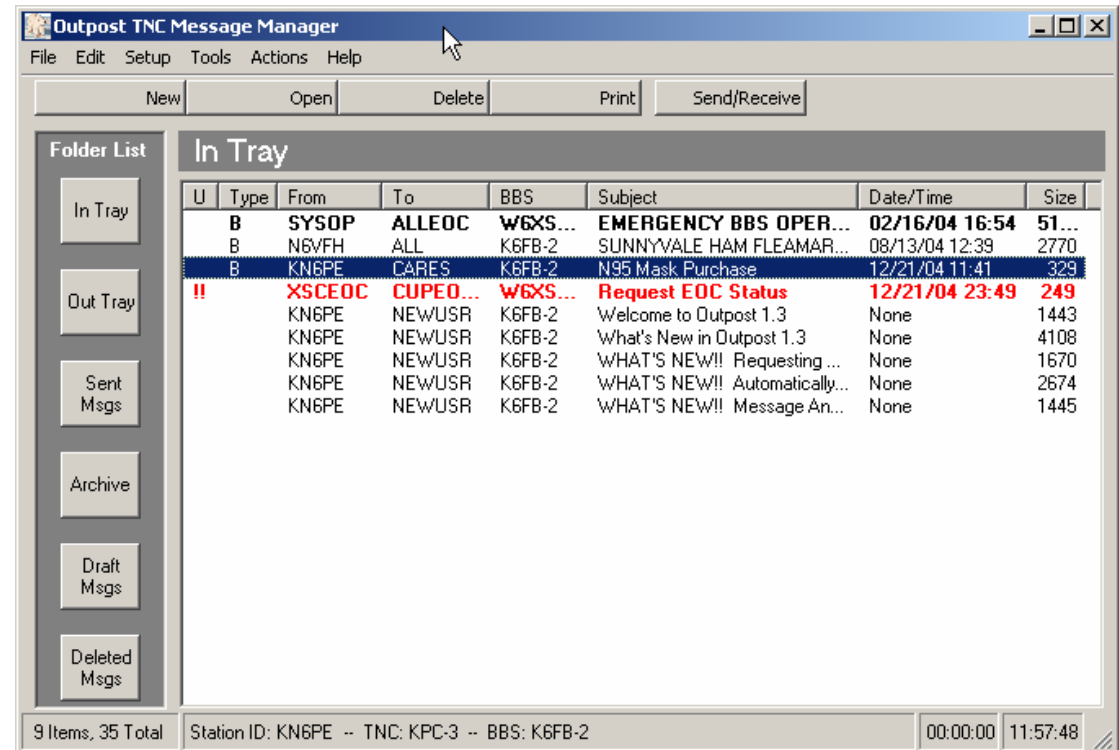 Outpost TNC Message Manager
File Edit Setup Tools Actions Help
New Open Delete Print Send/Receive
Folder List
In Tray
Out Tray
Sent Msgs
Archive
Draft Msgs
Deleted Msgs
In Tray
U Type From To BBS Subject Date/Time Size
B SYSOP ALLEOC W6XS... EMERGENCY BBS OPER... 02/16/04 16:54 51...
B N6VFH ALL K6FB-2 SUNNYVALE HAM FLEAMAR... 08/13/04 12:39 2770
B KN6PE CARES K6FB-2 N95 Mask Purchase 12/21/04 11:41 329
!! XSCEOC CUPEO... W6XS... Request EOC Status 12/21/04 23:49 249
KN6PE NEWUSR K6FB-2 Welcome to Outpost 1.3 None 1443
KN6PE NEWUSR K6FB-2 What's New in Outpost 1.3 None 4108
KN6PE NEWUSR K6FB-2 WHAT'S NEW!! Requesting ... None 1670
KN6PE NEWUSR K6FB-2 WHAT'S NEW!! Automatically... None 2674
KN6PE NEWUSR K6FB-2 WHAT'S NEW!! Message An... None 1445
9 Items, 35 Total Station ID: KN6PE -- TNC: KPC-3 -- BBS: K6FB-2 00:00:00 11:57:48